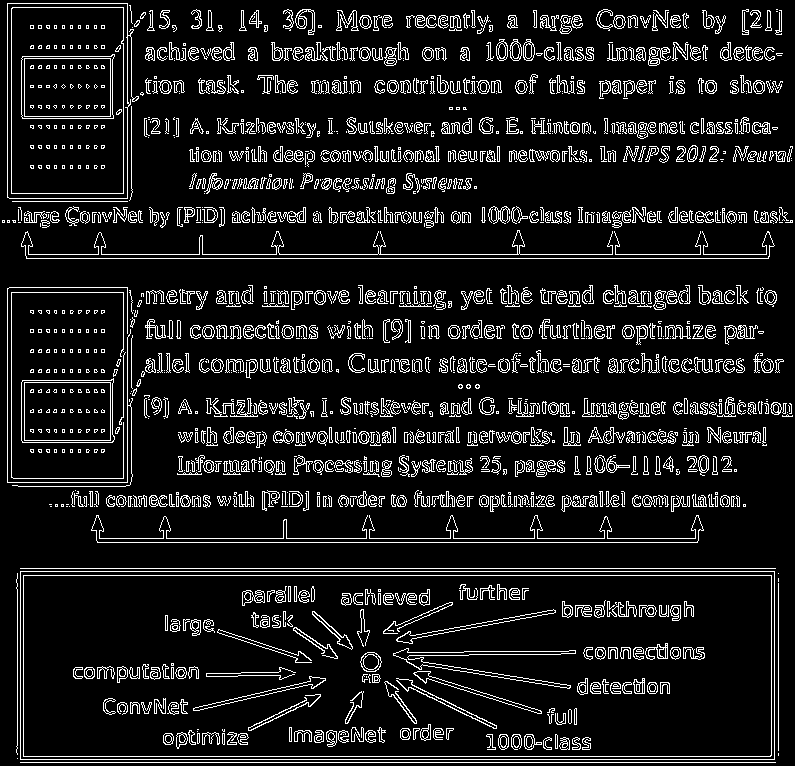 15, 31, 14, 36]. More recently, a large ConvNet by [21]
achieved a breakthrough on a 1000-class ImageNet detec-
tion task. The main contribution of this paper is to show
...
[21] A. Krizhevsky, I. Sutskever, and G. E. Hinton. Imagenet classifica-
tion with deep convolutional neural networks. In NIPS 2012: Neural
Information Processing Systems.
...large ConvNet by [PID] achieved a breakthrough on 1000-class ImageNet detection task.
metry and improve learning, yet the trend changed back to
full connections with [9] in order to further optimize par-
allel computation. Current state-of-the-art architectures for
...
[9] A. Krizhevsky, I. Sutskever, and G. Hinton. Imagenet classification
with deep convolutional neural networks. In Advances in Neural
Information Processing Systems 25, pages 1106–1114, 2012.
....full connections with [PID] in order to further optimize parallel computation.
parallel
achieved
further
task
breakthrough
large
connections
computation
PID
detection
ConvNet
full
optimize
ImageNet
order
1000-class